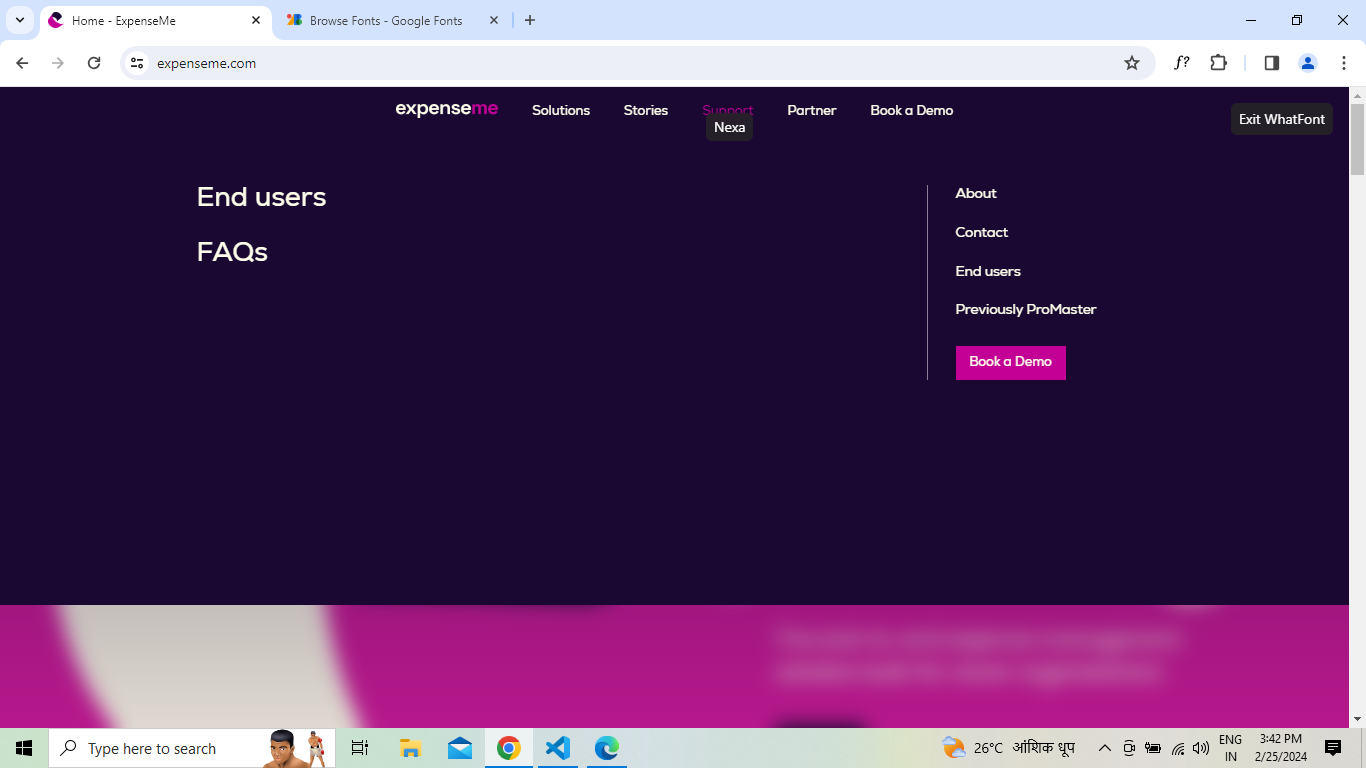 Home - ExpenseMe
Browse Fonts - Google Fonts
expenseme.com
f?
expenseme
Solutions
Stories
Support
Partner
Book a Demo
Nexa
Exit WhatFont
End users
FAQs
About
Contact
End users
Previously ProMaster
Book a Demo
Type here to search
26°C आंशिक धूप
ENG
IN
3:42 PM
2/25/2024